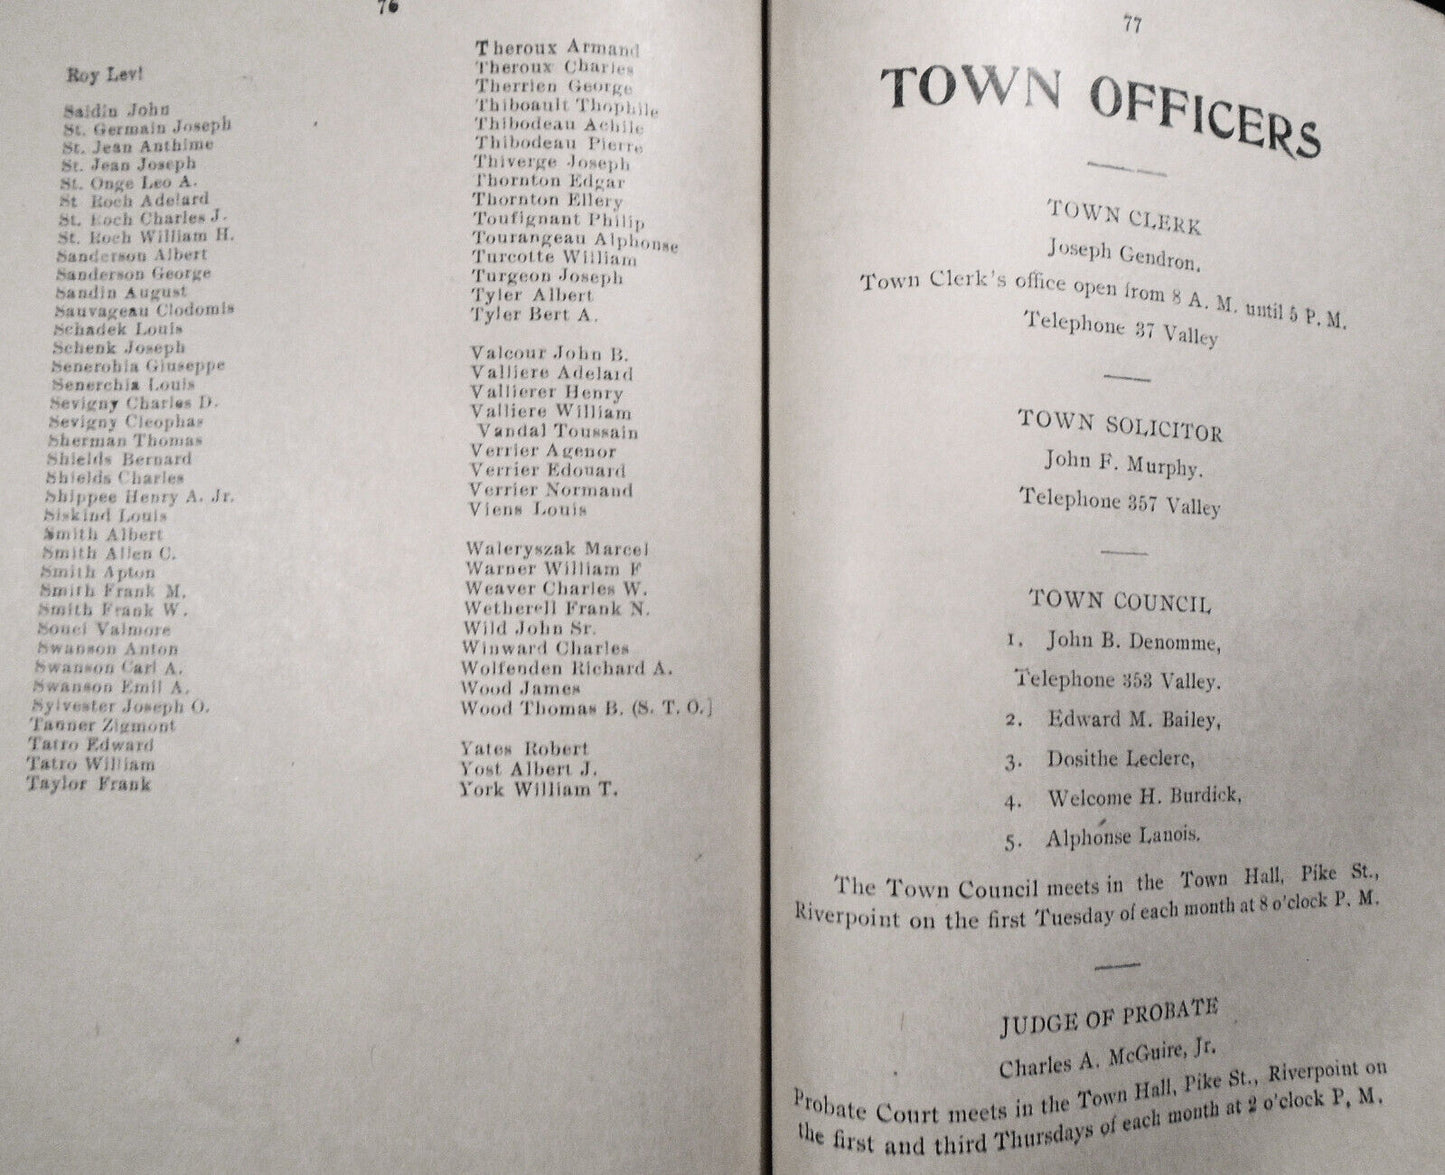 76
Roy Levi
Saidin John
St. Germain Joseph
St. Jean Anthime
St. Jean Joseph
St. Onge Leo A.
St Roch Adelard
St. Roch Charles J.
St. Roch William H.
Sanderson Albert
Sanderson George
Sandin August
Sauvageau Clodomis
Schadek Louis
Schenk Joseph
Senerohia Giuseppe
Senerchia Louis
Sevigny Charles D.
Sevigny Cleophas
Sherman Thomas
Shields Bernard
Shields Charles
Shippee Henry A. Jr.
Siskind Louis
Smith Albert
Smith Allen C.
Smith Apton
Smith Frank M.
Smith Frank W.
Souci Valmore
Swanson Anton
Swanson Carl A.
Swanson Emil A.
Sylvester Joseph O.
Tanner Zigmont
Tatro Edward
Tatro William
Taylor Frank
Theroux Armand
Theroux Charles
Therrien George
Thiboault Thophile
Thibodeau Achile
Thibodeau Pierre
Thiverge Joseph
Thornton Edgar
Thornton Ellery
Toufignant Philip
Tourangeau Alphonse
Turcotte William
Turgeon Joseph
Tyler Albert
Tyler Bert A.
Valcour John B.
Valliere Adelard
Vallierer Henry
Valliere William
Vandal Toussain
Verrier Agenor
Verrier Edouard
Verrier Normand
Viens Louis
Waleryszak Marcel
Warner William F
Weaver Charles W.
Wetherell Frank N.
Wild John Sr.
Winward Charles
Wolfenden Richard A.
Wood James
Wood Thomas B. (S. T. O.]
Yates Robert
Yost Albert J.
York William T.
77
TOWN OFFICERS
TOWN CLERK
Joseph Gendron.
Town Clerk's office open from 8 A. M. until 5 P. M.
Telephone 37 Valley
TOWN SOLICITOR
John F. Murphy.
Telephone 357 Valley
TOWN COUNCIL
1. John B. Denomme,
Telephone 353 Valley.
2. Edward M. Bailey,
3. Dosithe Leclerc,
4. Welcome H. Burdick,
5. Alphonse Lanois.
The Town Council meets in the Town Hall, Pike St.,
Riverpoint on the first Tuesday of each month at 8 o'clock P. M.
JUDGE OF PROBATE
Charles A. McGuire, Jr.
Probate Court meets in the Town Hall, Pike St., Riverpoint on
the first and third Thursdays of each month at 2 o'clock P. M.